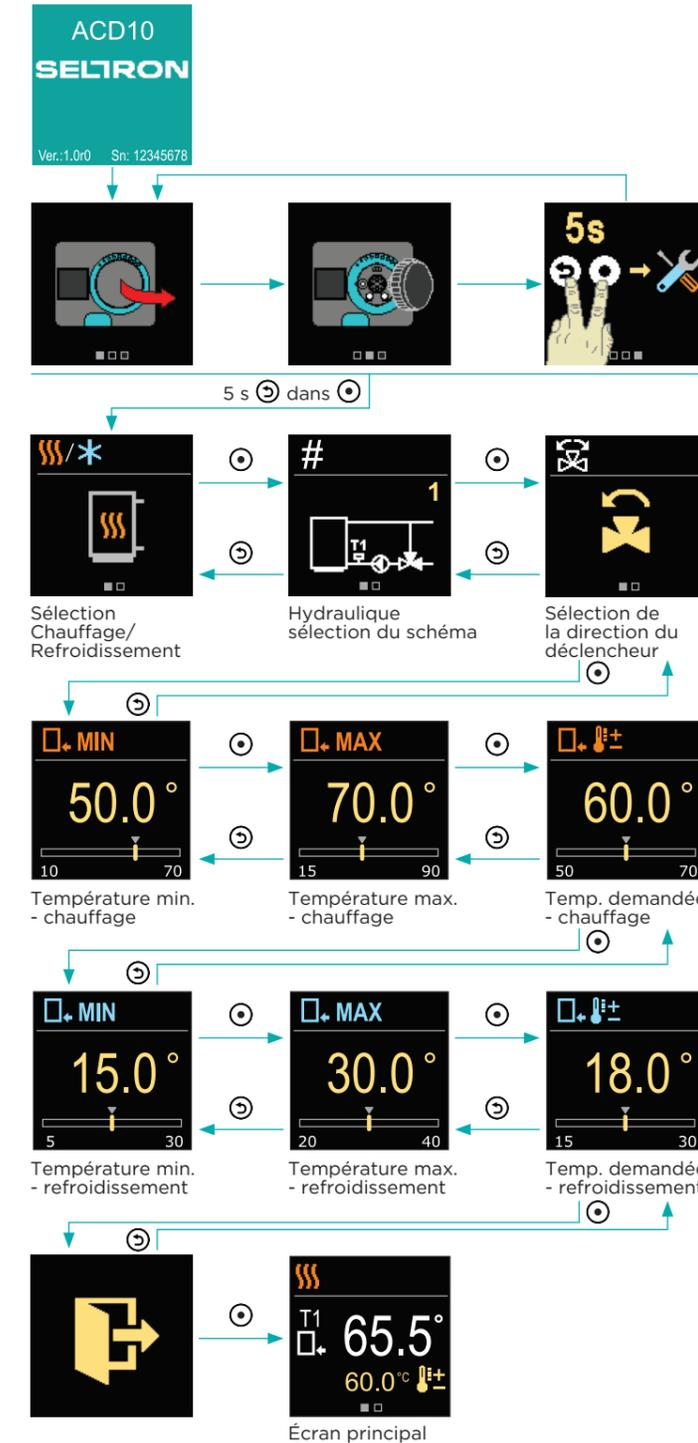 ACD10
SELTRON
Ver.:1.0r0 Sn: 12345678
5s
5 s dans
/
#
1
T1
Sélection
Chauffage/
Refroidissement
Hydraulique
sélection du schéma
Sélection de
la direction du
déclencheur
MIN
50.0 °
10 70
MAX
70.0 °
15 90
60.0 °
50 70
Température min.
- chauffage
Température max.
- chauffage
Temp. demandée
- chauffage
MIN
15.0 °
5 30
MAX
30.0 °
20 40
18.0 °
15 30
Température min.
- refroidissement
Température max.
- refroidissement
Temp. demandée
- refroidissement
T1
65.5°
60.0°C
Écran principal